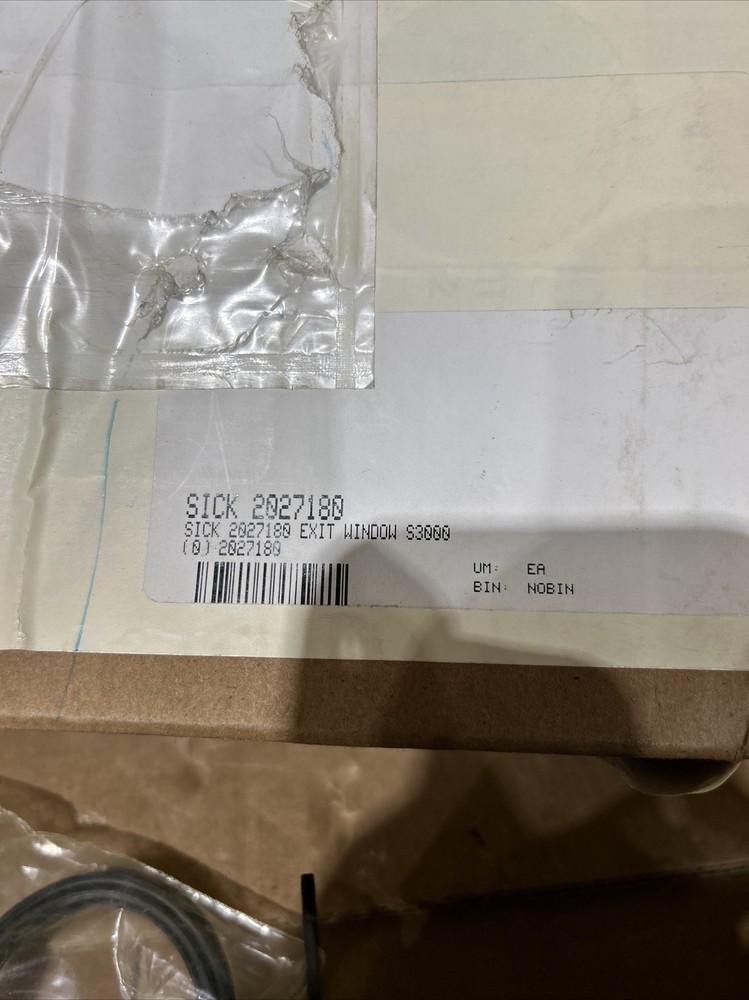 SICK 2027180
SICK 2027180 EXIT WINDOW S3000
(0) 2027180
UM: EA
BIN: NOBIN